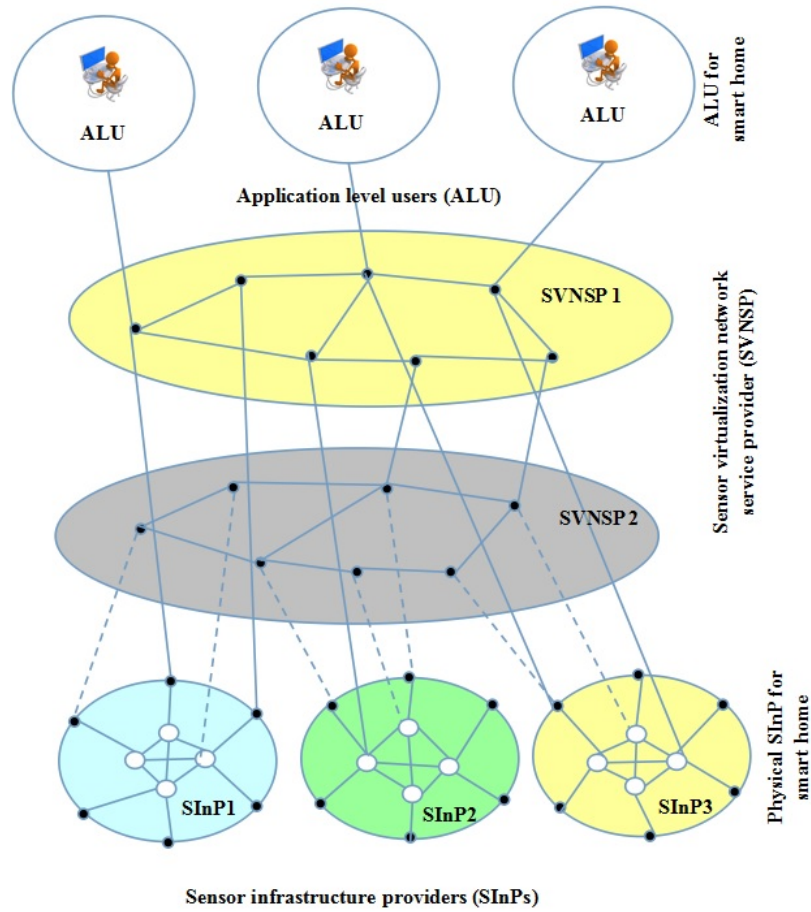 ALU
ALU
ALU
ALU for
smart home
Application level users (ALU)
SVNSP 1
Sensor virtualization network
service provider (SVNSP)
SVNSP 2
SInP1
SInP2
SInP3
Physical SInP for
smart home
Sensor infrastructure providers (SInPs)